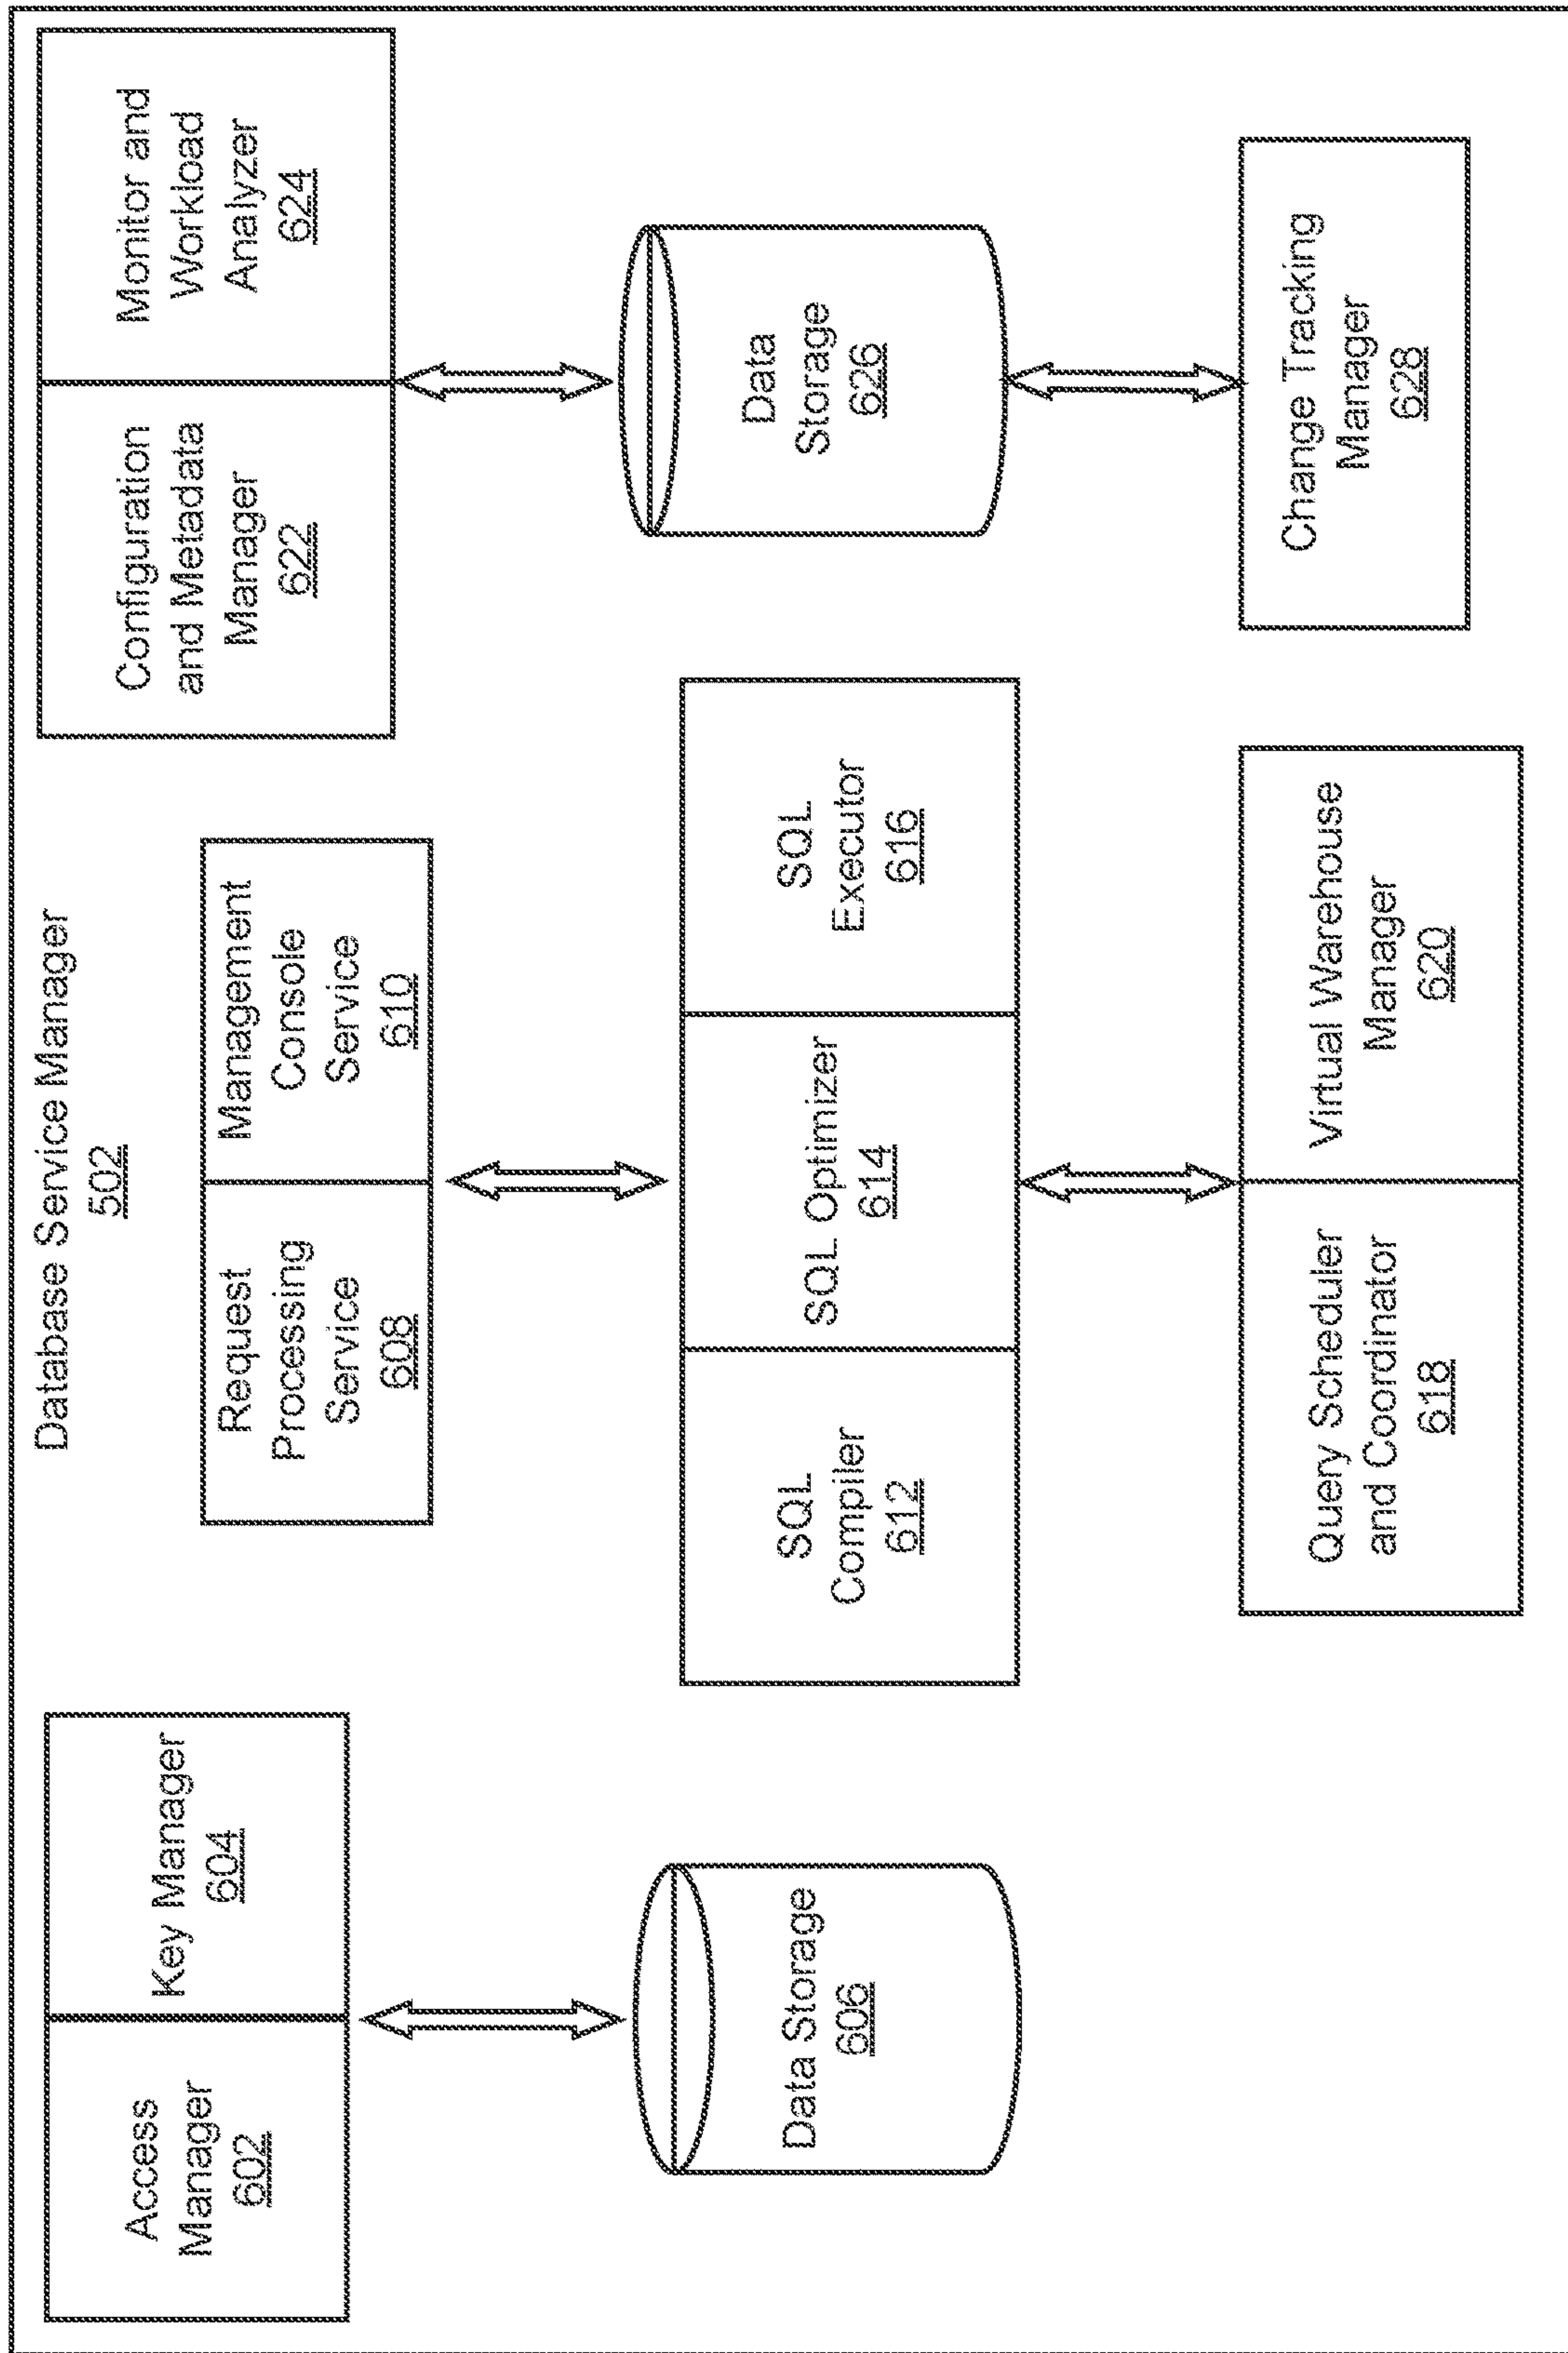 Database Service Manager
502
Access
Manager
602
Key Manager
604
Data Storage
606
Request
Processing
Service
608
Management
Console
Service
610
SQL
Compiler
612
SQL Optimizer
614
SQL
Executor
616
Query Scheduler
and Coordinator
618
Virtual Warehouse
Manager
620
Configuration
and Metadata
Manager
622
Monitor and
Workload
Analyzer
624
Data
Storage
626
Change Tracking
Manager
628